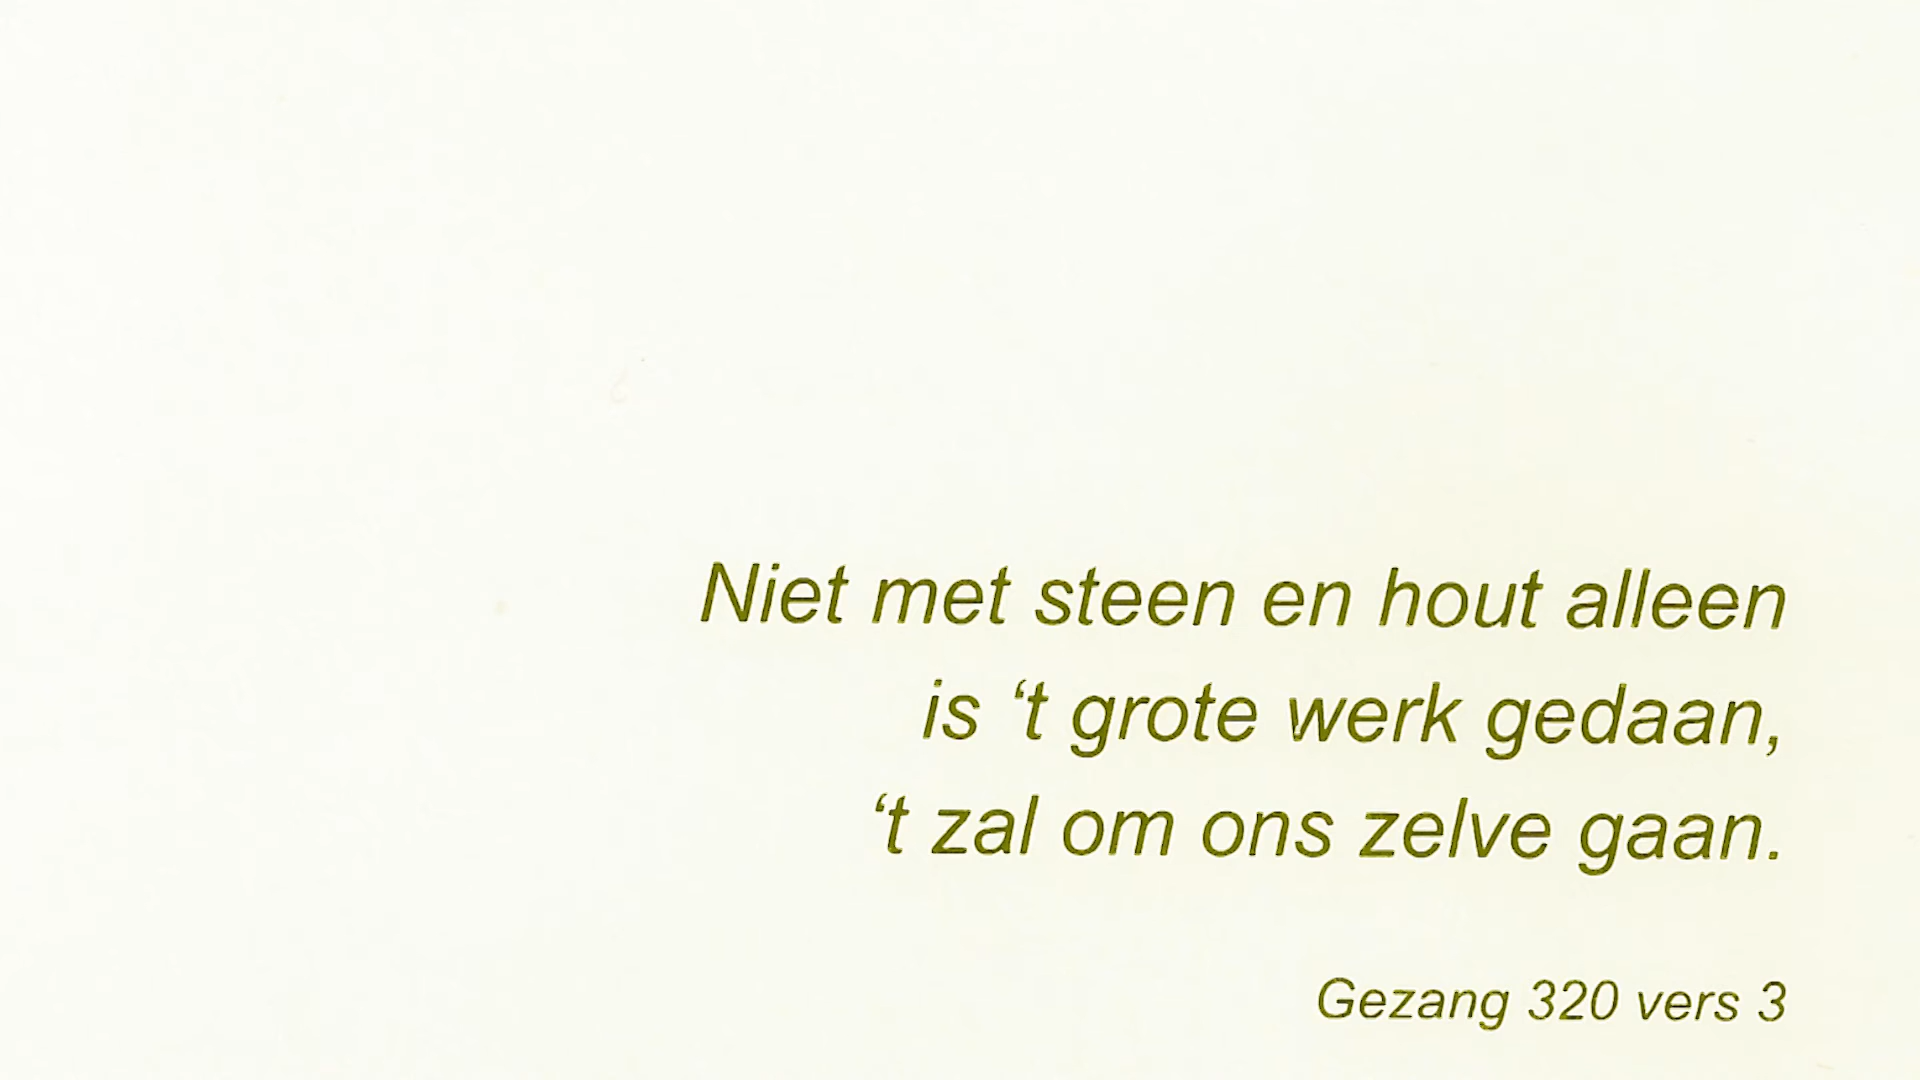 Niet met steen en hout alleen
is ‘t grote werk gedaan,
‘t zal om ons zelve gaan.
Gezang 320 vers 3